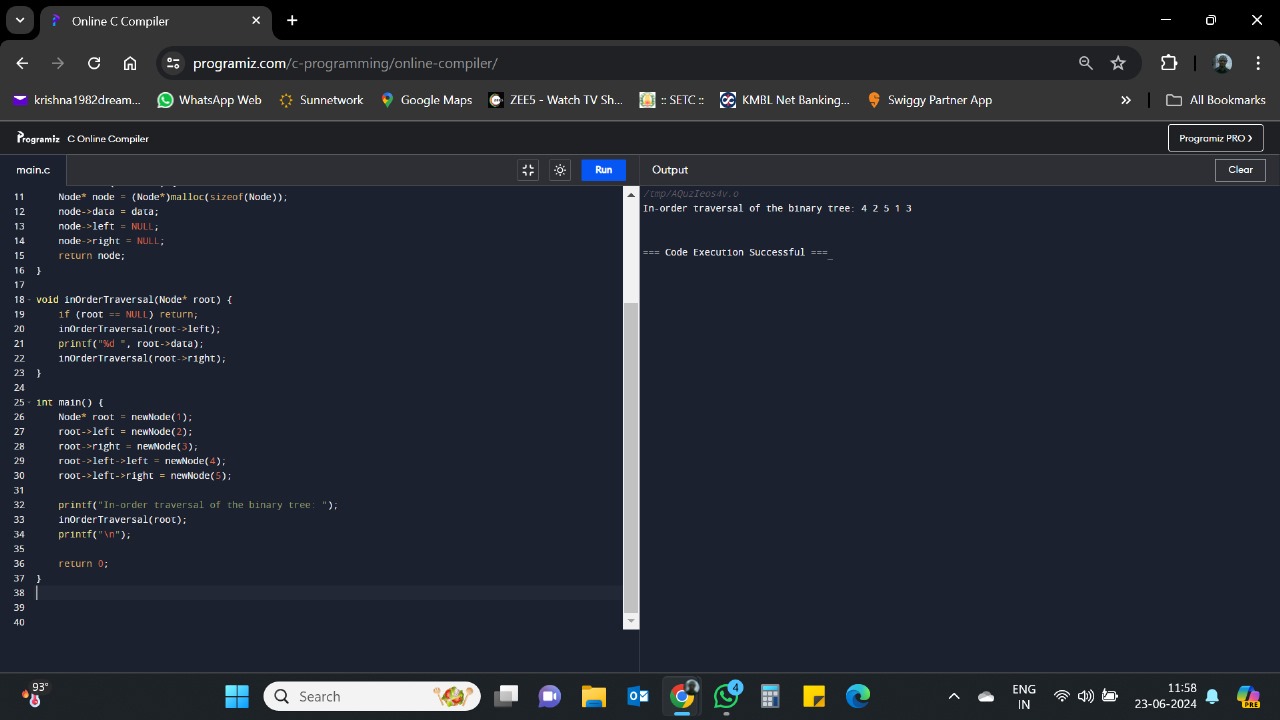 Online C Compiler
programiz.com/c-programming/online-compiler/
krishna1982dream... WhatsApp Web Sunnetwork Google Maps ZEE5 - Watch TV Sh... :: SETC :: KMBL Net Banking... Swiggy Partner App » All Bookmarks
Programiz C Online Compiler Programiz PRO >
main.c Run Output Clear
11 Node* node = (Node*)malloc(sizeof(Node));
12 node->data = data;
13 node->left = NULL;
14 node->right = NULL;
15 return node;
16 }
17
18 - void inOrderTraversal(Node* root) {
19 if (root == NULL) return;
20 inOrderTraversal(root->left);
21 printf("%d ", root->data);
22 inOrderTraversal(root->right);
23 }
24
25 - int main() {
26 Node* root = newNode(1);
27 root->left = newNode(2);
28 root->right = newNode(3);
29 root->left->left = newNode(4);
30 root->left->right = newNode(5);
31
32 printf("In-order traversal of the binary tree: ");
33 inOrderTraversal(root);
34 printf("\n");
35
36 return 0;
37 }
38
39
40
/tmp/AQuzIeos4v.o
In-order traversal of the binary tree: 4 2 5 1 3
=== Code Execution Successful ===_
93°
Search
4
ENG
IN
11:58
23-06-2024
PRE